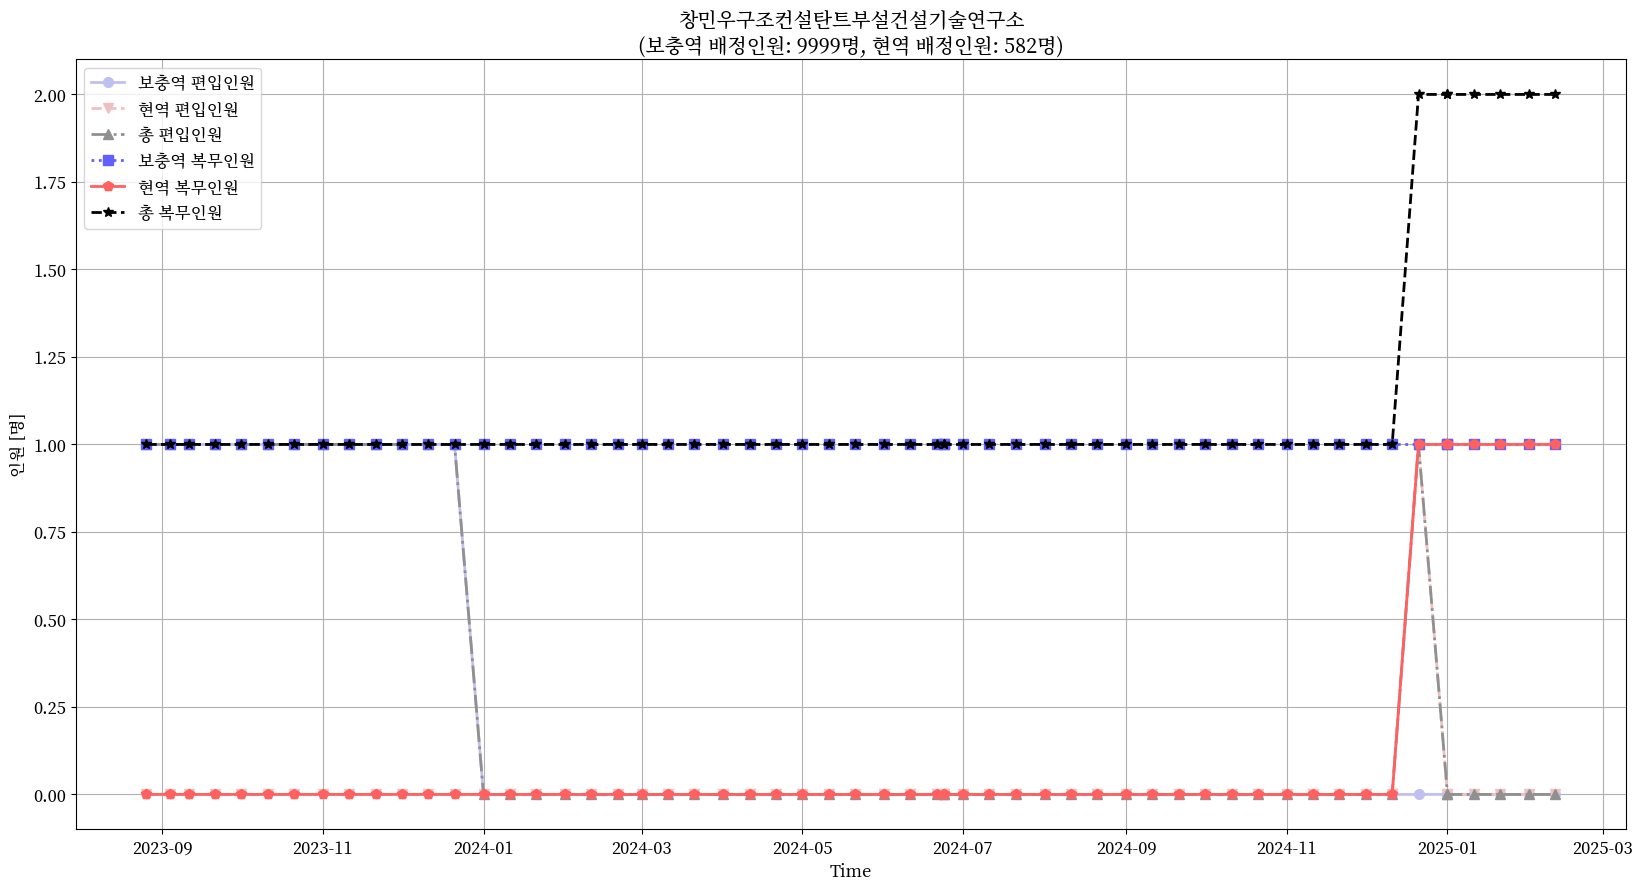 창민우구조컨설탄트부설건설기술연구소
(보충역 배정인원: 9999명, 현역 배정인원: 582명)
보충역 편입인원
현역 편입인원
총 편입인원
보충역 복무인원
현역 복무인원
총 복무인원
인원 [명]
2.00
1.75
1.50
1.25
1.00
0.75
0.50
0.25
0.00
2023-09
2023-11
2024-01
2024-03
2024-05
2024-07
2024-09
2024-11
2025-01
2025-03
Time